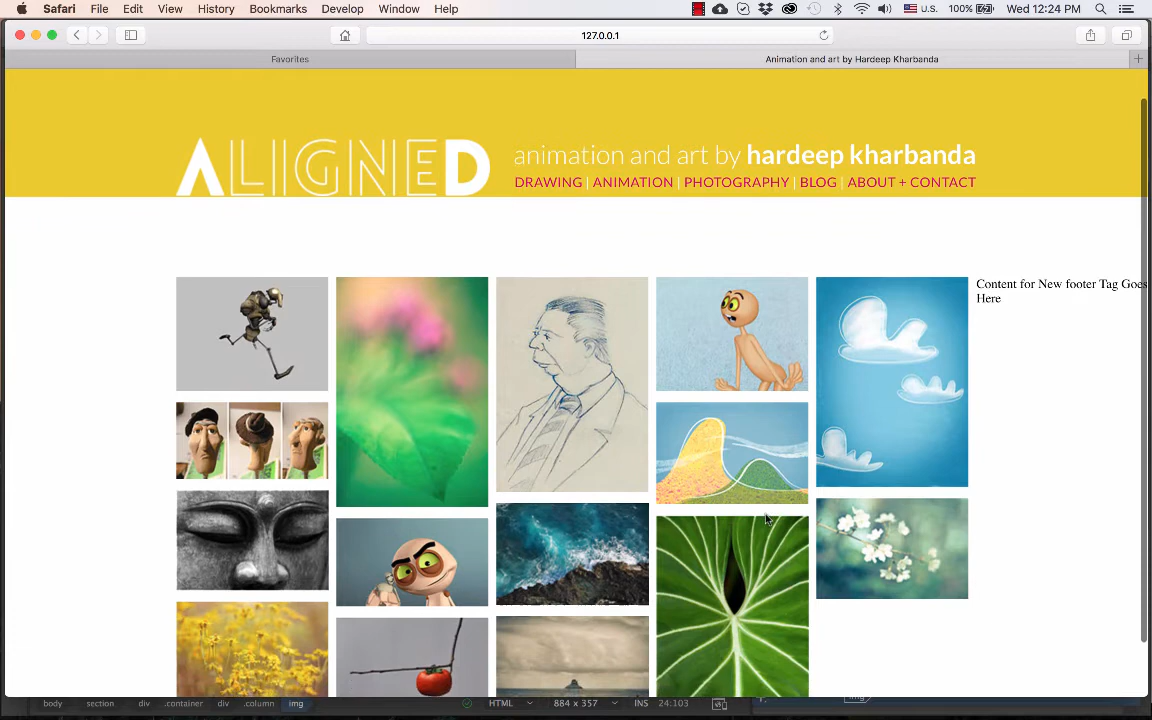 Safari File Edit View History Bookmarks Develop Window Help U.S. 100% Wed 12:24 PM
127.0.0.1
Favorites Animation and art by Hardeep Kharbanda
ALIGNED animation and art by hardeep kharbanda
DRAWING | ANIMATION | PHOTOGRAPHY | BLOG | ABOUT + CONTACT
Content for New footer Tag Goes
Here
body section div .container div .column img HTML 884 x 357 INS 24:103